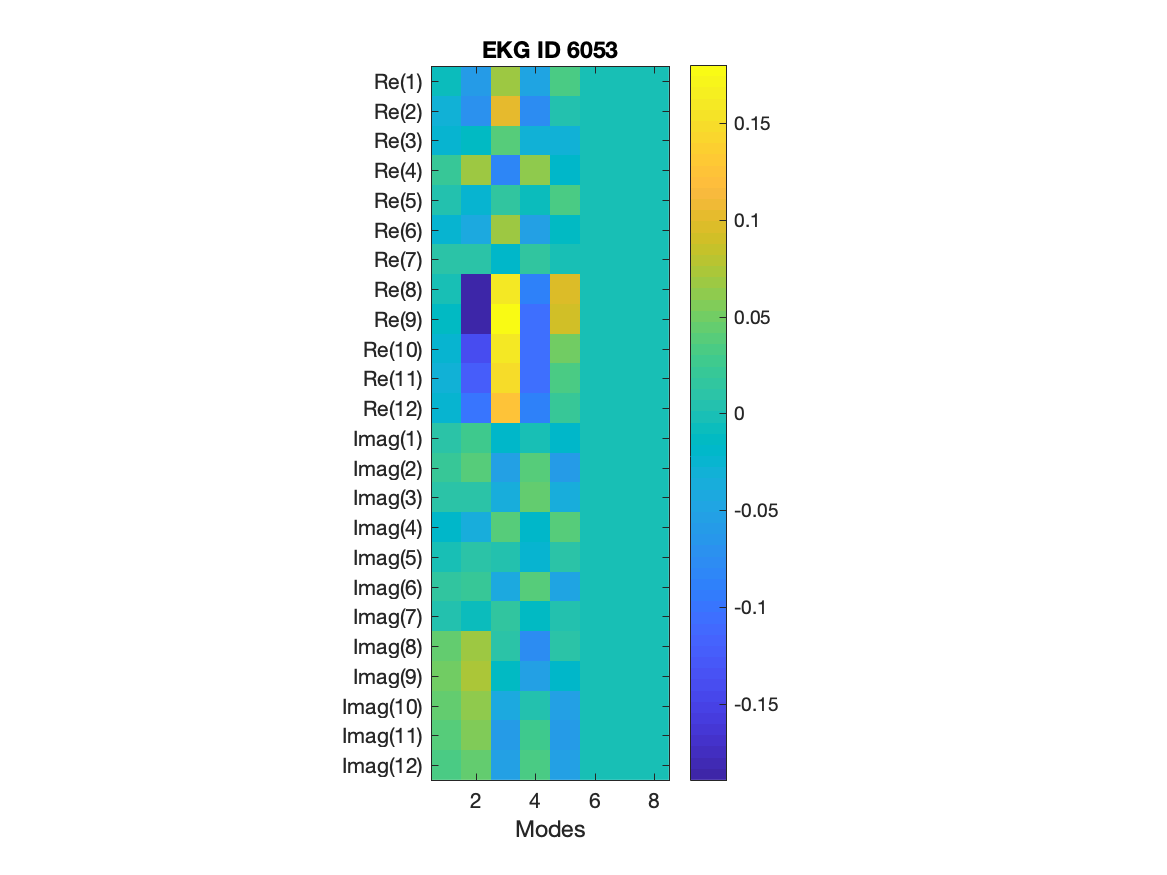 EKG ID 6053
Re(1)
Re(2)
Re(3)
Re(4)
Re(5)
Re(6)
Re(7)
Re(8)
Re(9)
Re(10)
Re(11)
Re(12)
Imag(1)
Imag(2)
Imag(3)
Imag(4)
Imag(5)
Imag(6)
Imag(7)
Imag(8)
Imag(9)
Imag(10)
Imag(11)
Imag(12)
2 4 6 8
Modes
0.15
0.1
0.05
0
-0.05
-0.1
-0.15